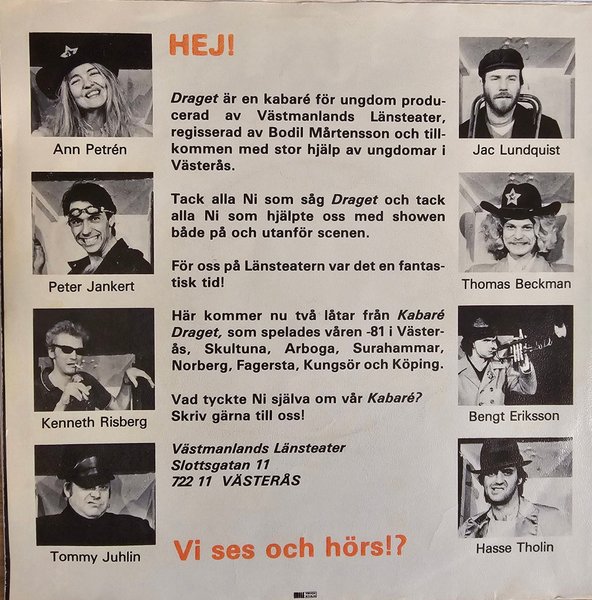 HEJ!
Draget är en kabaré för ungdom produ-
cerad av Västmanlands Länsteater,
regisserad av Bodil Mårtensson och till-
kommen med stor hjälp av ungdomar i
Västerås.
Tack alla Ni som såg Draget och tack
alla Ni som hjälpte oss med showen
både på och utanför scenen.
För oss på Länsteatern var det en fantas-
tisk tid!
Här kommer nu två låtar från Kabaré
Draget, som spelades våren -81 i Väster-
ås, Skultuna, Arboga, Surahammar,
Norberg, Fagersta, Kungsör och Köping.
Vad tyckte Ni själva om vår Kabaré?
Skriv gärna till oss!
Västmanlands Länsteater
Slottsgatan 11
722 11 VÄSTERÅS
Vi ses och hörs!?
Ann Petrén
Peter Jankert
Kenneth Risberg
Tommy Juhlin
Jac Lundquist
Thomas Beckman
Bengt Eriksson
Hasse Tholin